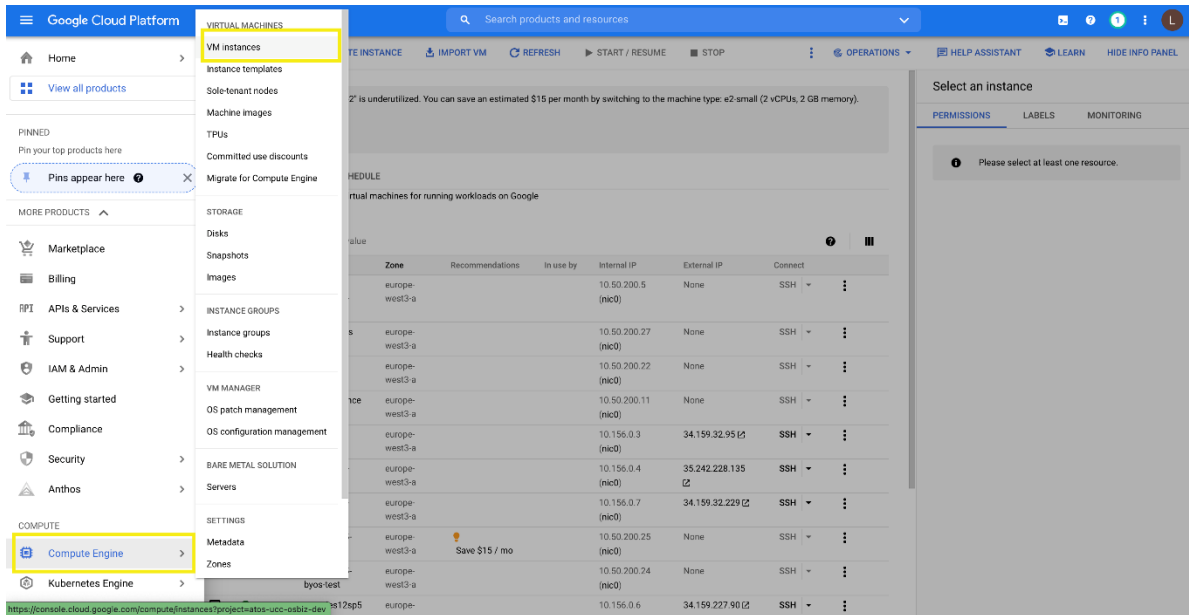 Google Cloud Platform
Search products and resources
1
L
Home
View all products
PINNED
Pin your top products here
Pins appear here
MORE PRODUCTS
Marketplace
Billing
API APIs & Services
Support
IAM & Admin
Getting started
Compliance
Security
Anthos
COMPUTE
Compute Engine
Kubernetes Engine
https://console.cloud.google.com/compute/instances?project=atos-ucc-osbiz-dev
VIRTUAL MACHINES
VM instances
Instance templates
Sole-tenant nodes
Machine images
TPUs
Committed use discounts
Migrate for Compute Engine
STORAGE
Disks
Snapshots
Images
INSTANCE GROUPS
Instance groups
Health checks
VM MANAGER
OS patch management
OS configuration management
BARE METAL SOLUTION
Servers
SETTINGS
Metadata
Zones
TE INSTANCE IMPORT VM REFRESH START / RESUME STOP OPERATIONS HELP ASSISTANT LEARN HIDE INFO PANEL
2" is underutilized. You can save an estimated $15 per month by switching to the machine type: e2-small (2 vCPUs, 2 GB memory).
HEDULE
rtual machines for running workloads on Google
value
Zone Recommendations In use by Internal IP External IP Connect
europe-west3-a 10.50.200.5 (nic0) None SSH
s europe-west3-a 10.50.200.27 (nic0) None SSH
europe-west3-a 10.50.200.22 (nic0) None SSH
nce europe-west3-a 10.50.200.11 (nic0) None SSH
europe-west3-a 10.156.0.3 (nic0) 34.159.32.95 SSH
europe-west3-a 10.156.0.4 (nic0) 35.242.228.135 SSH
europe-west3-a 10.156.0.7 (nic0) 34.159.32.229 SSH
europe-west3-a Save $15 / mo 10.50.200.25 (nic0) None SSH
byos-test europe-west3-a 10.50.200.24 (nic0) None SSH
es12sp5 europe- 10.156.0.6 34.159.227.90 SSH
Select an instance
PERMISSIONS LABELS MONITORING
Please select at least one resource.